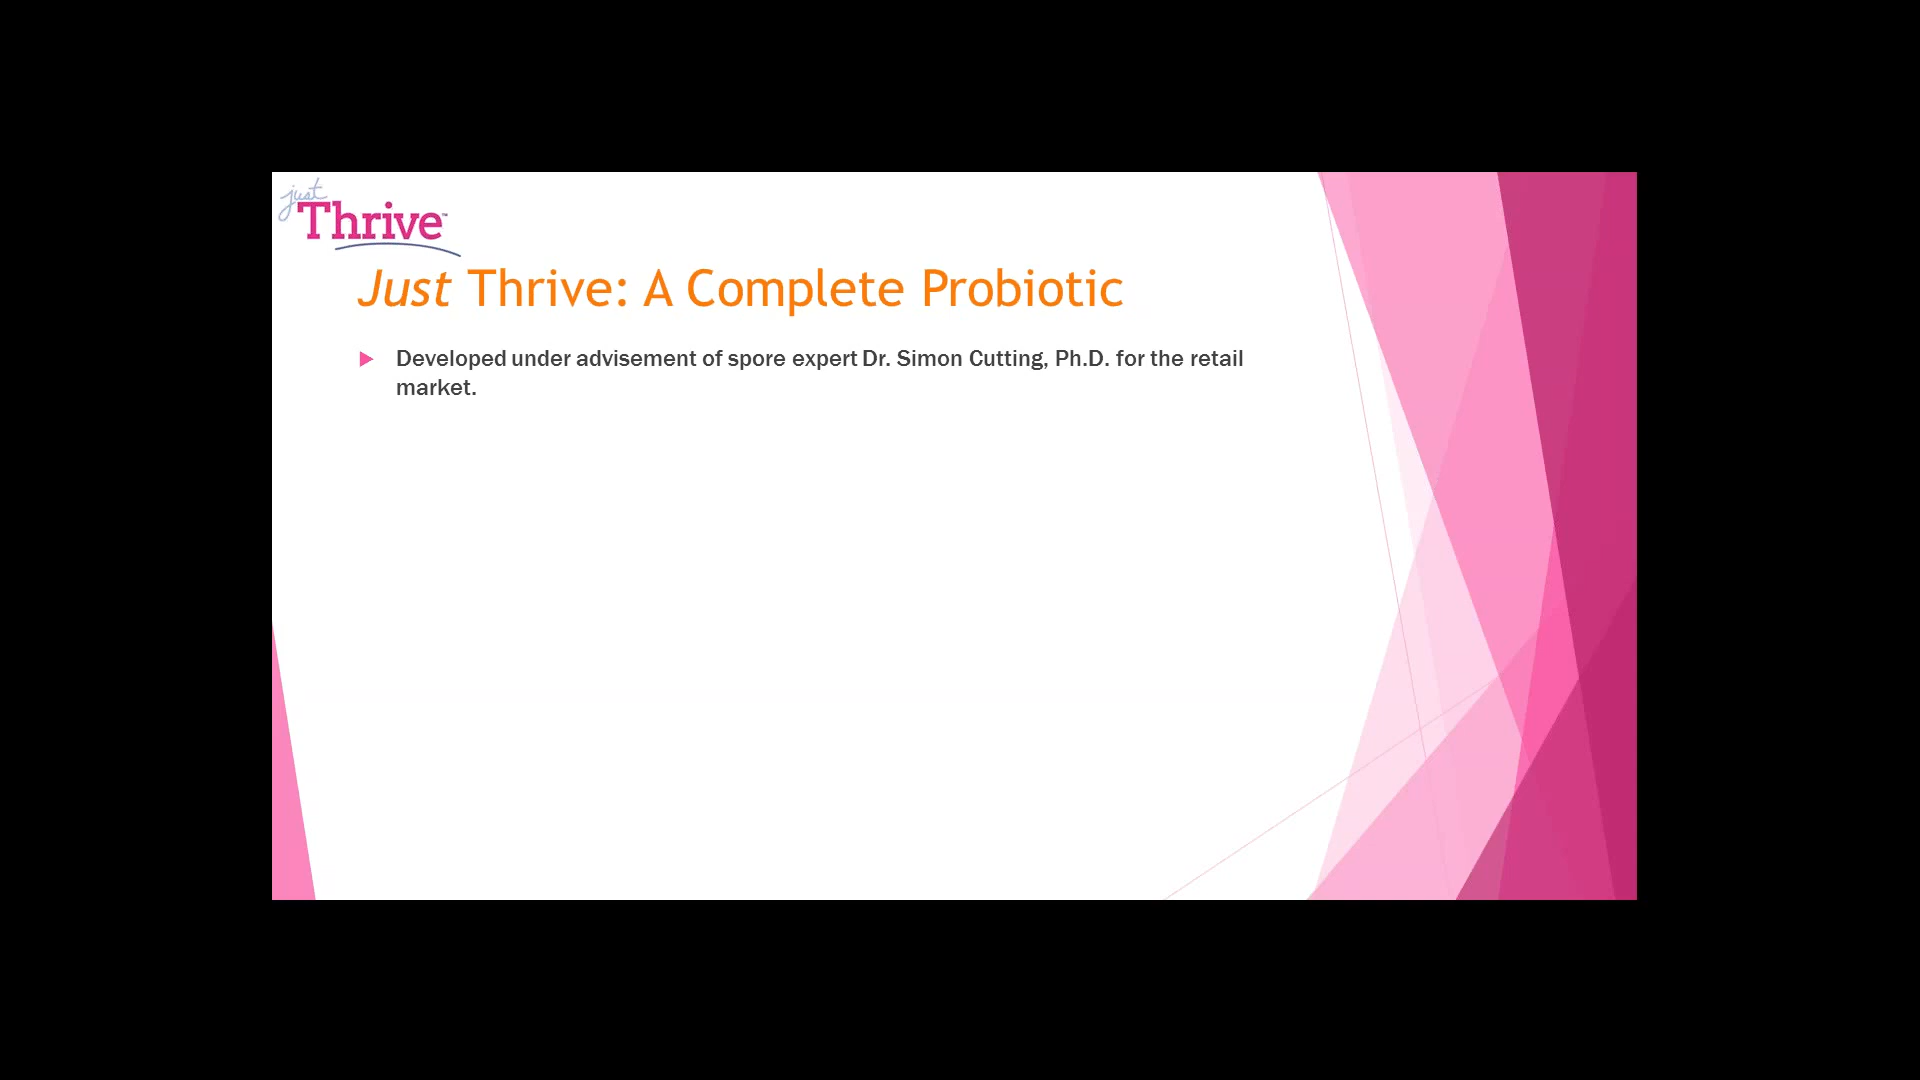 just
Thrive™
Just Thrive: A Complete Probiotic
Developed under advisement of spore expert Dr. Simon Cutting, Ph.D. for the retail
market.